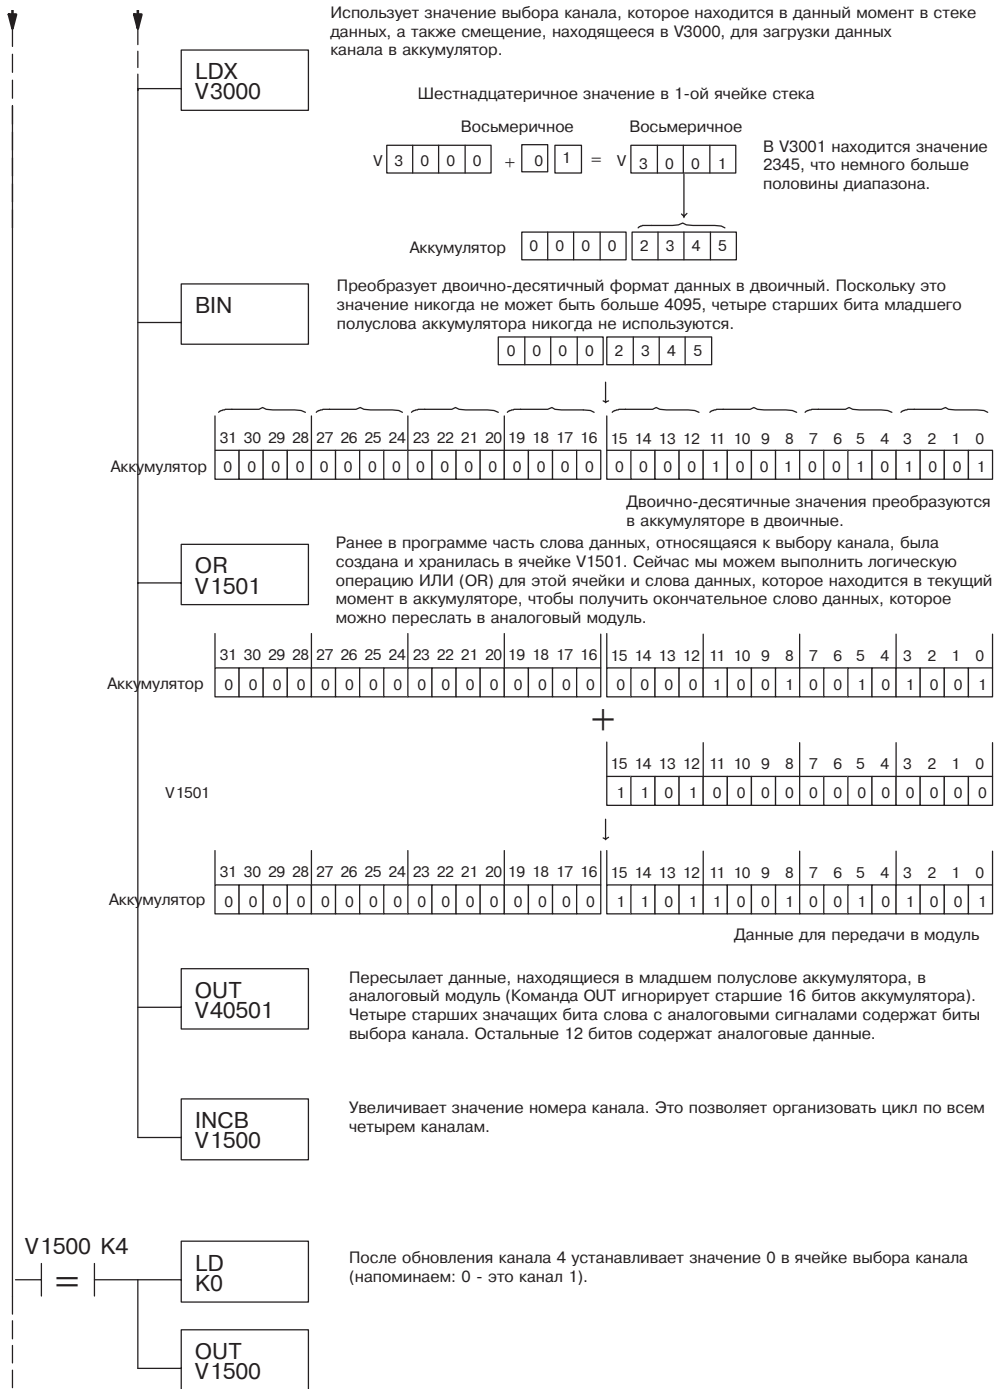 Использует значение выбора канала, которое находится в данный момент в стеке
данных, а также смещение, находящееся в V3000, для загрузки данных
канала в аккумулятор.
LDX
V3000
Шестнадцатеричное значение в 1-ой ячейке стека
Восьмеричное Восьмеричное
V 3 0 0 0 + 0 1 = V 3 0 0 1
В V3001 находится значение
2345, что немного больше
половины диапазона.
Аккумулятор 0 0 0 0 2 3 4 5
BIN
Преобразует двоично-десятичный формат данных в двоичный. Поскольку это
значение никогда не может быть больше 4095, четыре старших бита младшего
полуслова аккумулятора никогда не используются.
0 0 0 0 2 3 4 5
31 30 29 28 27 26 25 24 23 22 21 20 19 18 17 16 15 14 13 12 11 10 9 8 7 6 5 4 3 2 1 0
Аккумулятор 0 0 0 0 0 0 0 0 0 0 0 0 0 0 0 0 0 0 0 0 1 0 0 1 0 0 1 0 1 0 0 1
Двоично-десятичные значения преобразуются
в аккумуляторе в двоичные.
OR
V1501
Ранее в программе часть слова данных, относящаяся к выбору канала, была
создана и хранилась в ячейке V1501. Сейчас мы можем выполнить логическую
операцию ИЛИ (OR) для этой ячейки и слова данных, которое находится в текущий
момент в аккумуляторе, чтобы получить окончательное слово данных, которое
можно переслать в аналоговый модуль.
31 30 29 28 27 26 25 24 23 22 21 20 19 18 17 16 15 14 13 12 11 10 9 8 7 6 5 4 3 2 1 0
Аккумулятор 0 0 0 0 0 0 0 0 0 0 0 0 0 0 0 0 0 0 0 0 1 0 0 1 0 0 1 0 1 0 0 1
+
15 14 13 12 11 10 9 8 7 6 5 4 3 2 1 0
V1501 1 1 0 1 0 0 0 0 0 0 0 0 0 0 0 0
31 30 29 28 27 26 25 24 23 22 21 20 19 18 17 16 15 14 13 12 11 10 9 8 7 6 5 4 3 2 1 0
Аккумулятор 0 0 0 0 0 0 0 0 0 0 0 0 0 0 0 0 1 1 0 1 1 0 0 1 0 0 1 0 1 0 0 1
Данные для передачи в модуль
OUT
V40501
Пересылает данные, находящиеся в младшем полуслове аккумулятора, в
аналоговый модуль (Команда OUT игнорирует старшие 16 битов аккумулятора).
Четыре старших значащих бита слова с аналоговыми сигналами содержат биты
выбора канала. Остальные 12 битов содержат аналоговые данные.
INCB
V1500
Увеличивает значение номера канала. Это позволяет организовать цикл по всем
четырем каналам.
V1500 K4
=
LD
K0
После обновления канала 4 устанавливает значение 0 в ячейке выбора канала
(напоминаем: 0 - это канал 1).
OUT
V1500